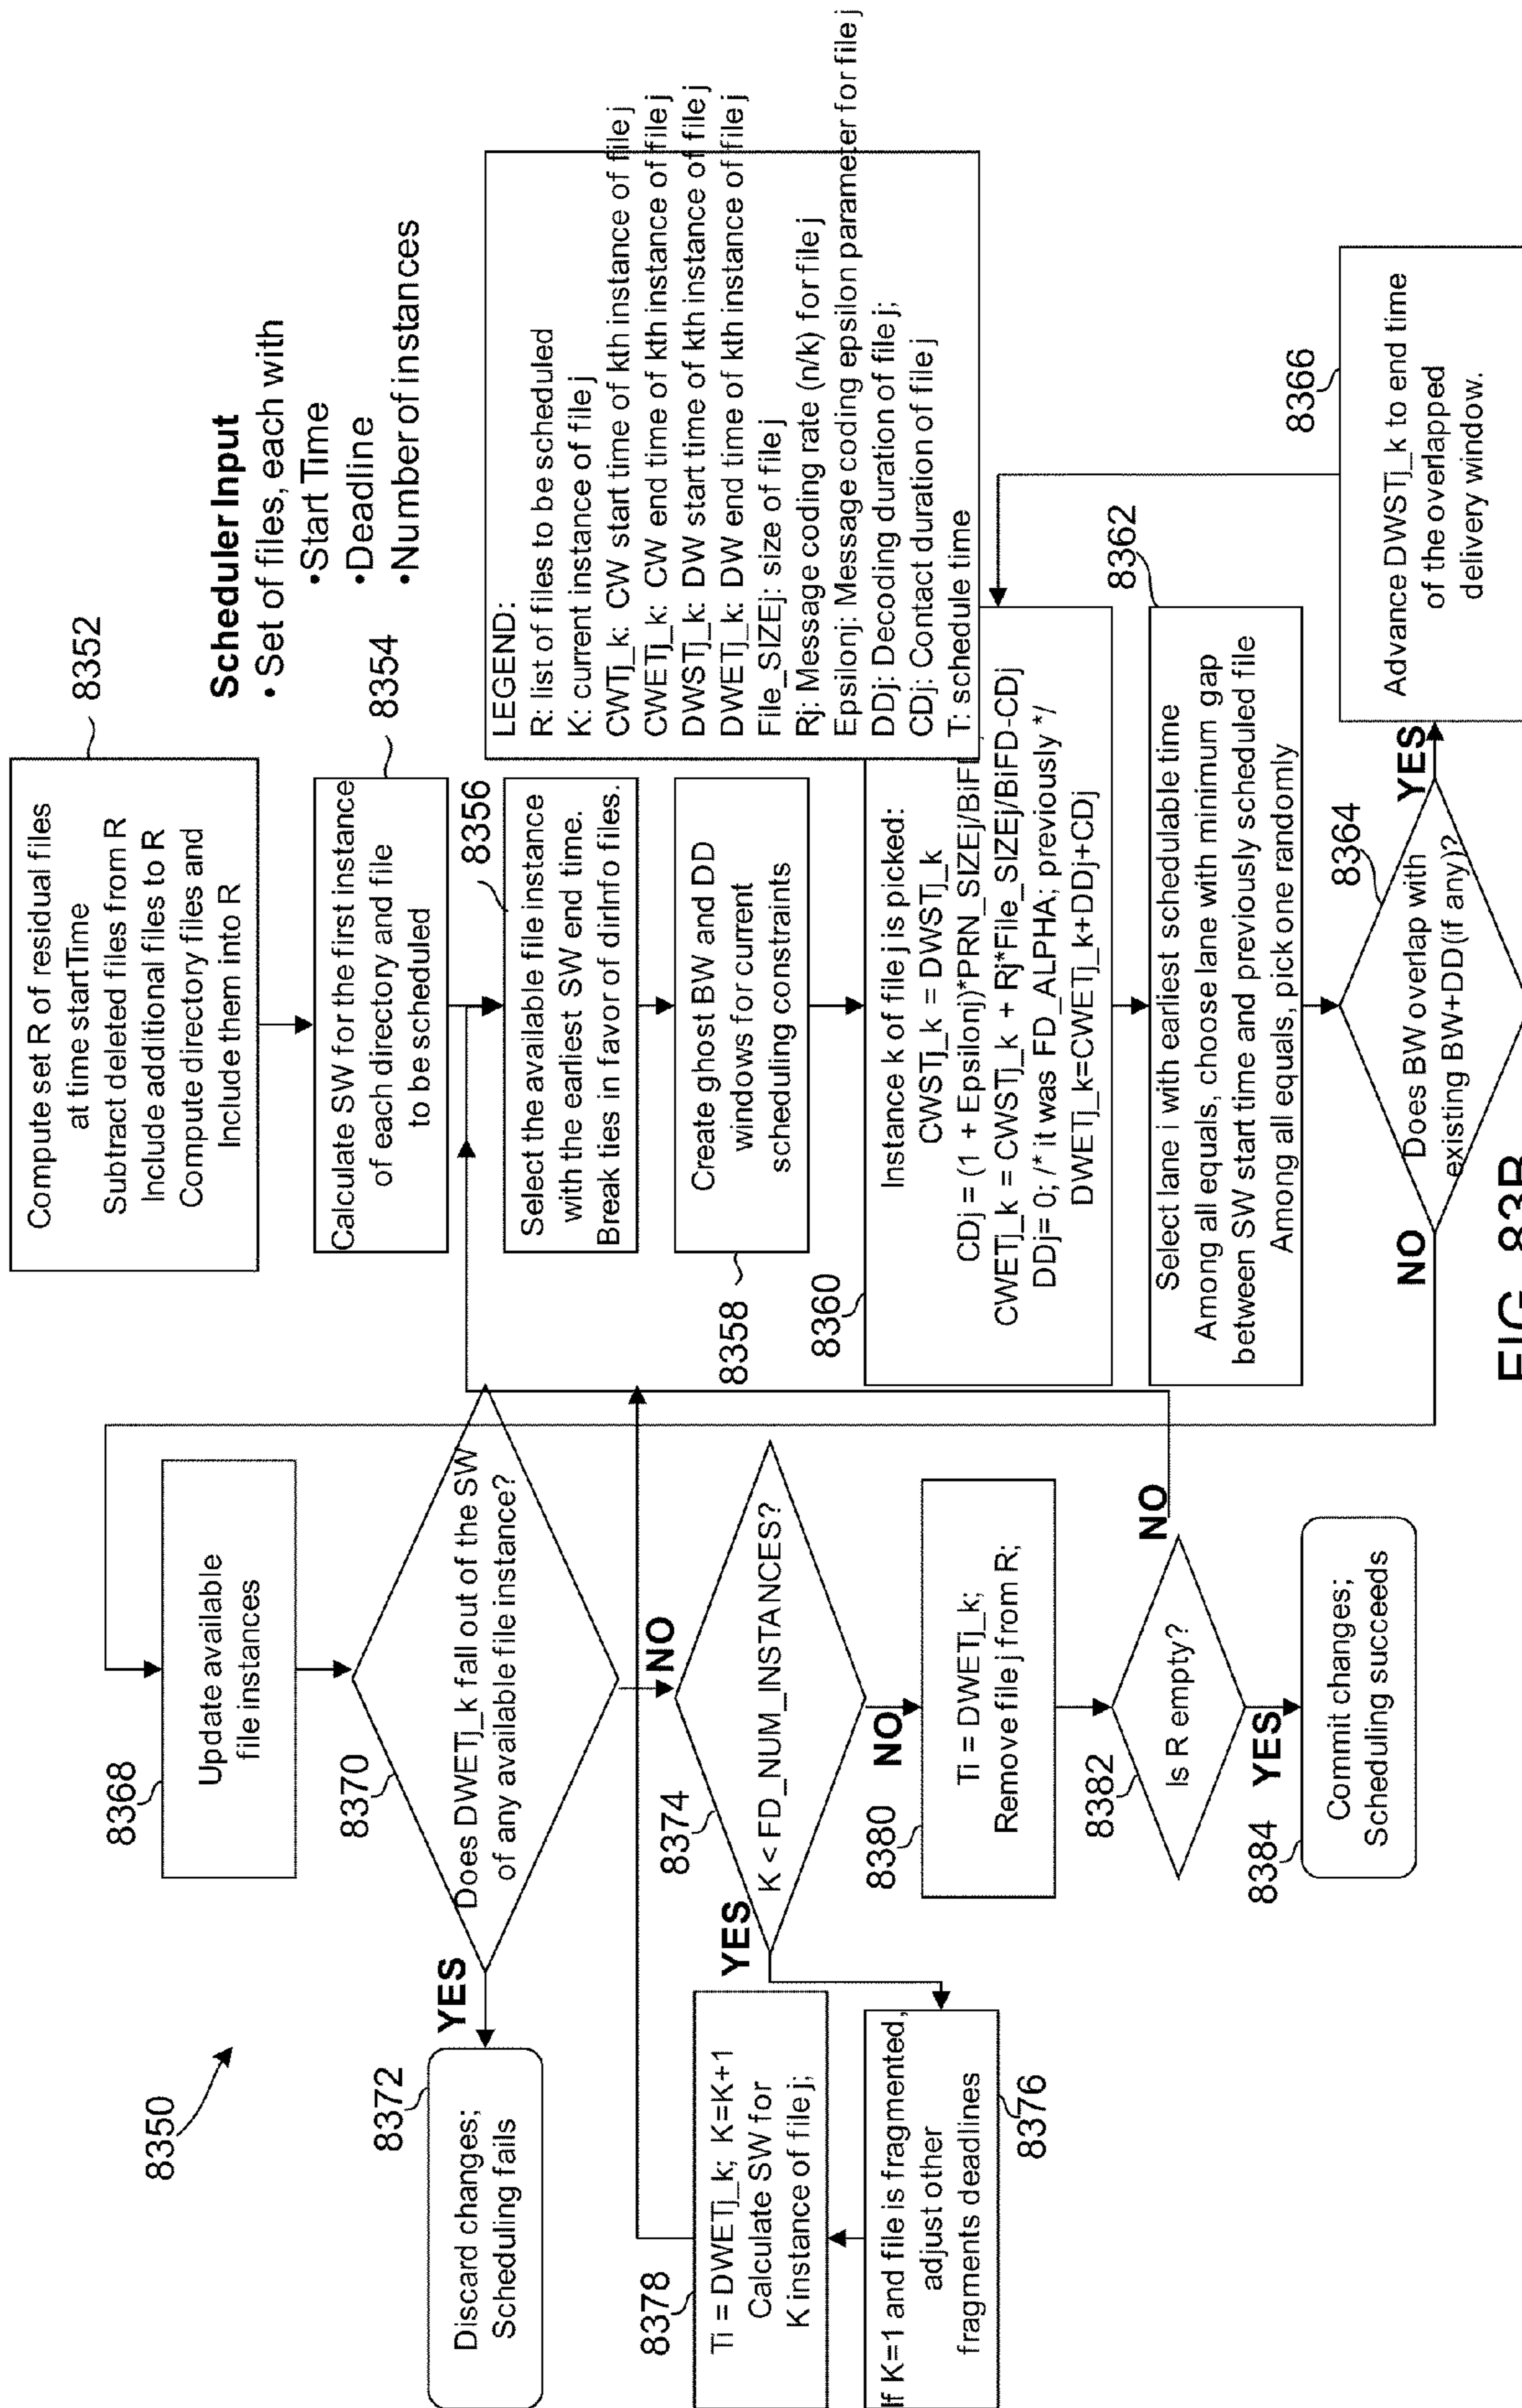 8350
8352
Compute set R of residual files
at time startTime
Subtract deleted files from R
Include additional files to R
Compute directory files and
Include them into R
Scheduler Input
• Set of files, each with
•Start Time
•Deadline
•Number of instances
8354
Calculate SW for the first instance
of each directory and file
to be scheduled
8356
Select the available file instance
with the earliest SW end time.
Break ties in favor of dirInfo files.
8358
Create ghost BW and DD
windows for current
scheduling constraints
LEGEND:
R: list of files to be scheduled
K: current instance of file j
CWTj_k: CW start time of kth instance of file j
CWETj_k: CW end time of kth instance of file j
DWSTj_k: DW start time of kth instance of file j
DWETj_k: DW end time of kth instance of file j
File_SIZEj: size of file j
Rj: Message coding rate (n/k) for file j
Epsilonj: Message coding epsilon parameter for file j
DDj: Decoding duration of file j;
CDj: Contact duration of file j
T: schedule time
8360
Instance k of file j is picked:
CWSTj_k = DWSTj_k
CDj = (1 + Epsilonj)*PRN_SIZEj/BiF
CWETj_k = CWSTj_k + Rj*File_SIZEj/BiFD-CDj
DDj= 0; /* it was FD_ALPHA; previously */
DWETj_k=CWETj_k+DDj+CDj
8362
Select lane i with earliest schedulable time
Among all equals, choose lane with minimum gap
between SW start time and previously scheduled file
Among all equals, pick one randomly
8364
Does BW overlap with
existing BW+DD(if any)?
YES
NO
8366
Advance DWSTj_k to end time
of the overlapped
delivery window.
8368
Update available
file instances
8370
Does DWETj_k fall out of the SW
of any available file instance?
YES
NO
8372
Discard changes;
Scheduling fails
8374
K < FD_NUM_INSTANCES?
YES
NO
8376
If K=1 and file is fragmented,
adjust other
fragments deadlines
8378
Ti = DWETj_k; K=K+1
Calculate SW for
K instance of file j;
8380
Ti = DWETj_k;
Remove file j from R;
8382
Is R empty?
NO
YES
8384
Commit changes;
Scheduling succeeds
FIG. 83B